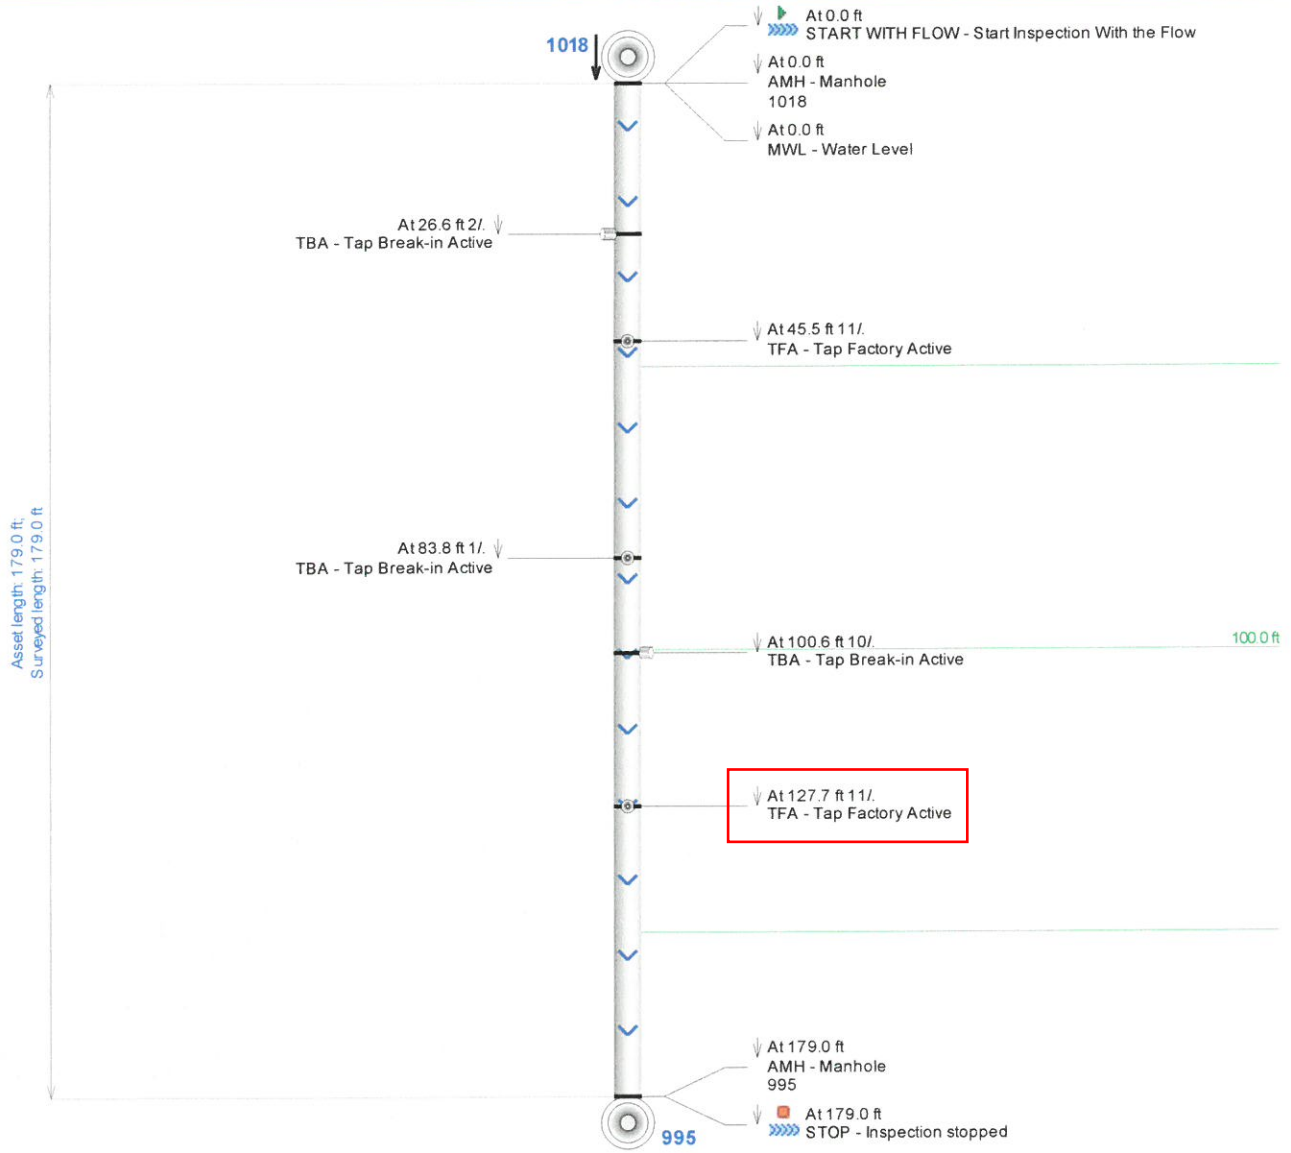 At 0.0 ft
START WITH FLOW - Start Inspection With the Flow
1018
At 0.0 ft
AMH - Manhole
1018
At 0.0 ft
MWL - Water Level
At 26.6 ft 2/.
TBA - Tap Break-in Active
At 45.5 ft 11/.
TFA - Tap Factory Active
Asset length: 179.0 ft;
Surveyed length: 179.0 ft
At 83.8 ft 1/.
TBA - Tap Break-in Active
At 100.6 ft 10/.
TBA - Tap Break-in Active
100.0 ft
At 127.7 ft 11/.
TFA - Tap Factory Active
At 179.0 ft
AMH - Manhole
995
At 179.0 ft
STOP - Inspection stopped
995